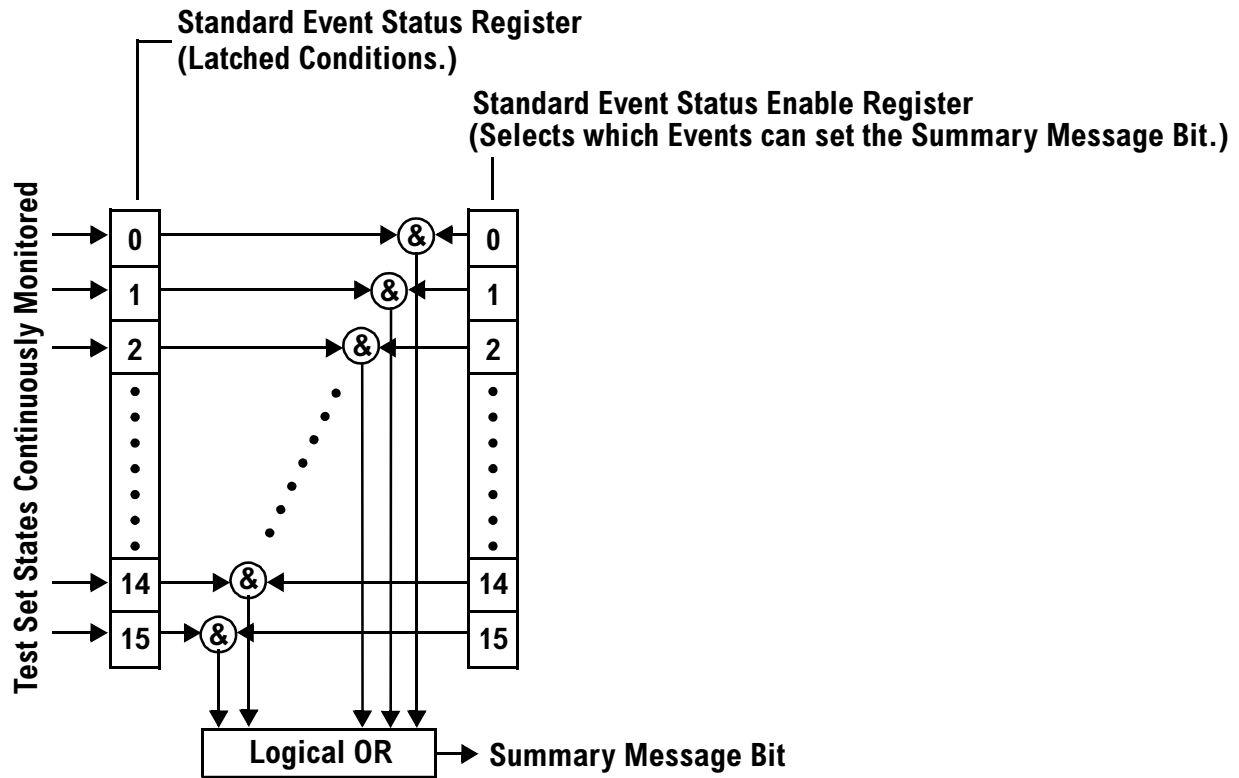 Standard Event Status Register
(Latched Conditions.)
Standard Event Status Enable Register
(Selects which Events can set the Summary Message Bit.)
Test Set States Continuously Monitored
0 & 0
1 & 1
2 & 2
14 & 14
15 & 15
Logical OR
Summary Message Bit